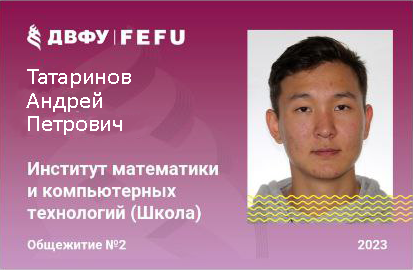 ДВФУ | FEFU
Татаринов
Андрей
Петрович
Институт математики
и компьютерных
технологий (Школа)
Общежитие №2
2023